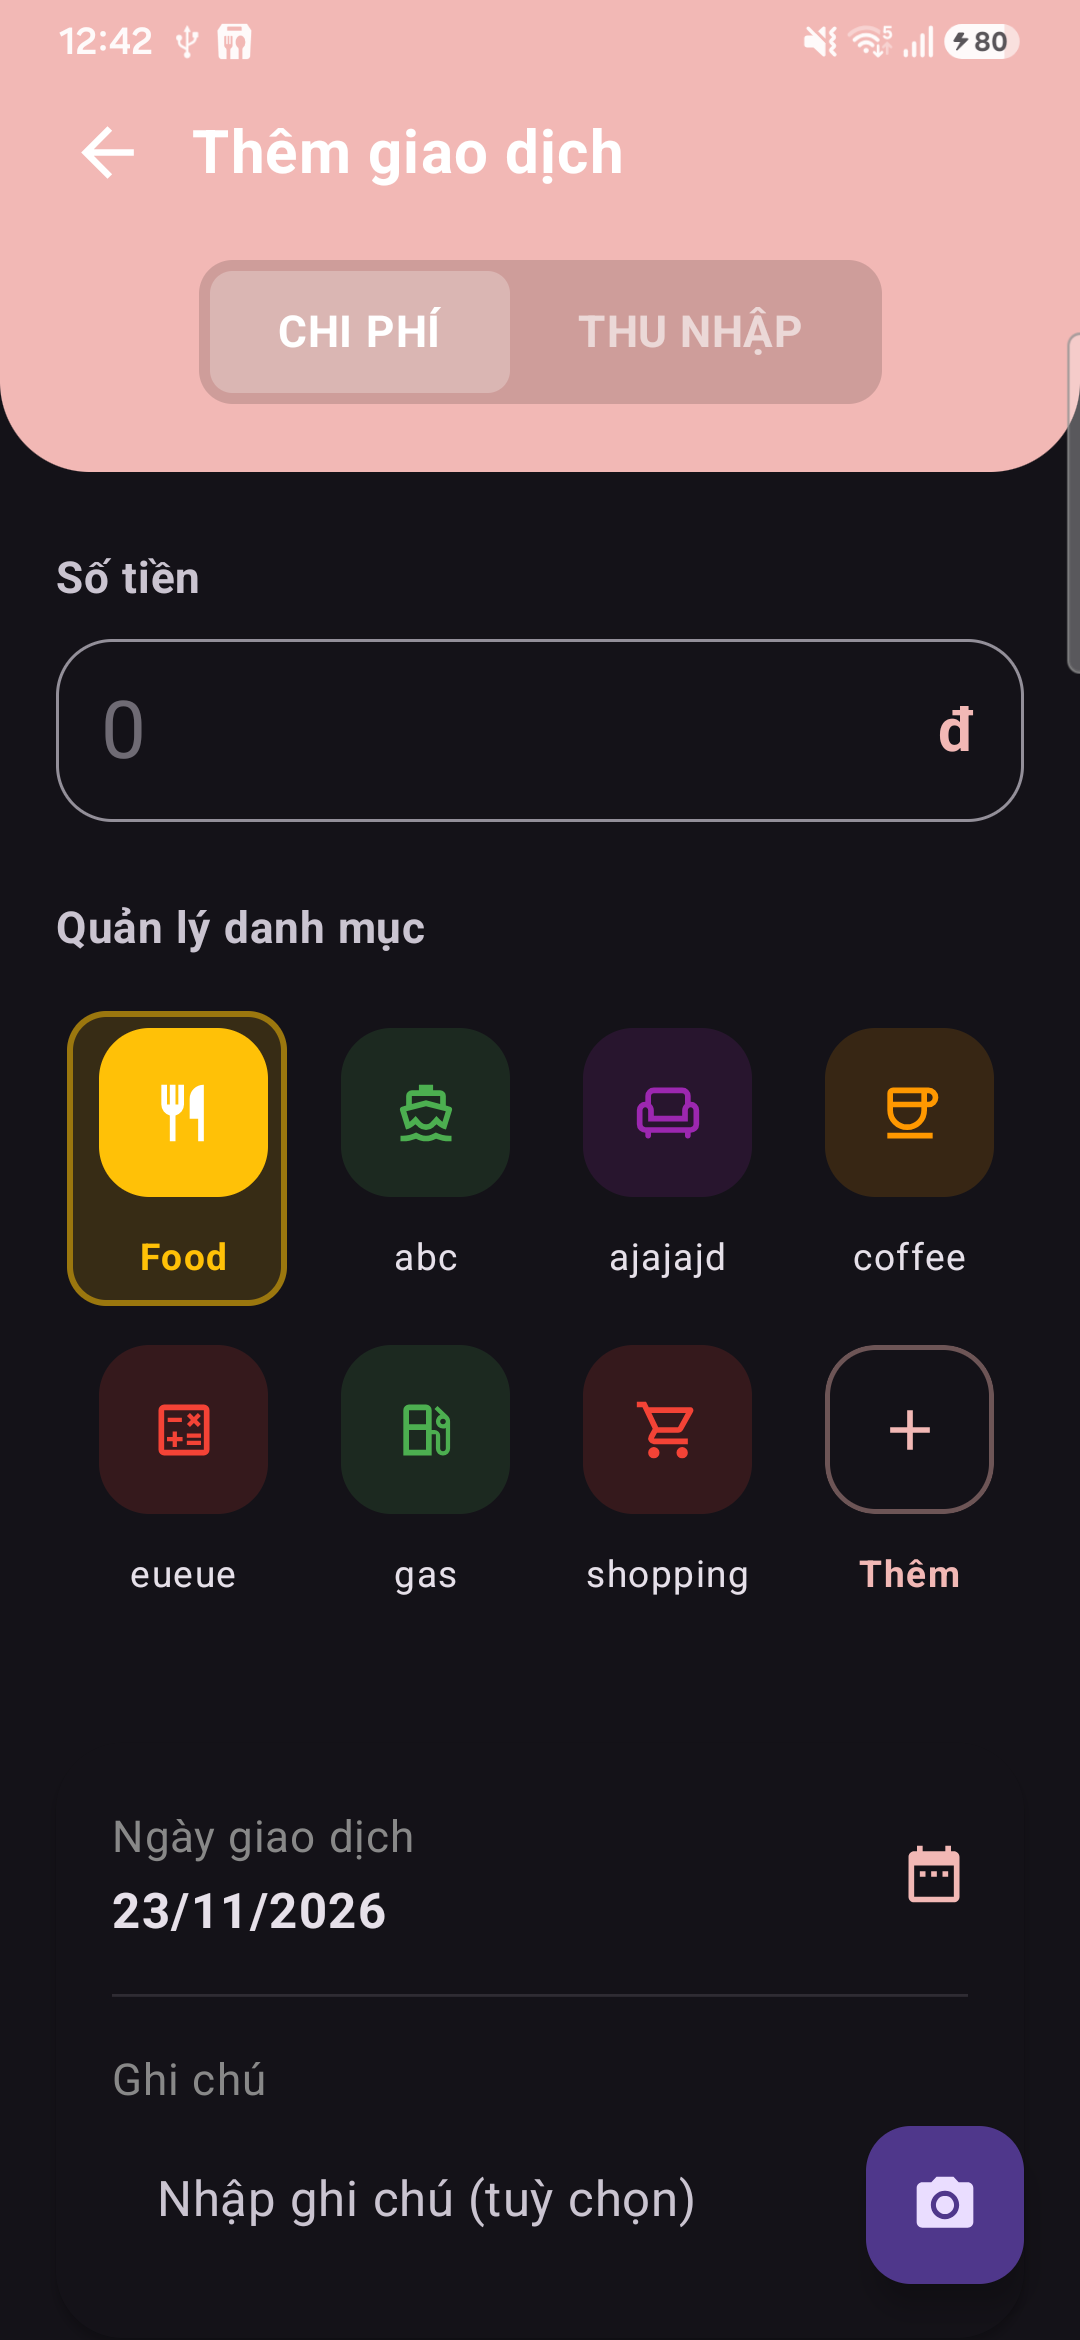 12:42
5
80
Thêm giao dịch
CHI PHÍ THU NHẬP
Số tiền
0 đ
Quản lý danh mục
Food abc ajajajd coffee
eueue gas shopping Thêm
Ngày giao dịch
23/11/2026
Ghi chú
Nhập ghi chú (tuỳ chọn)